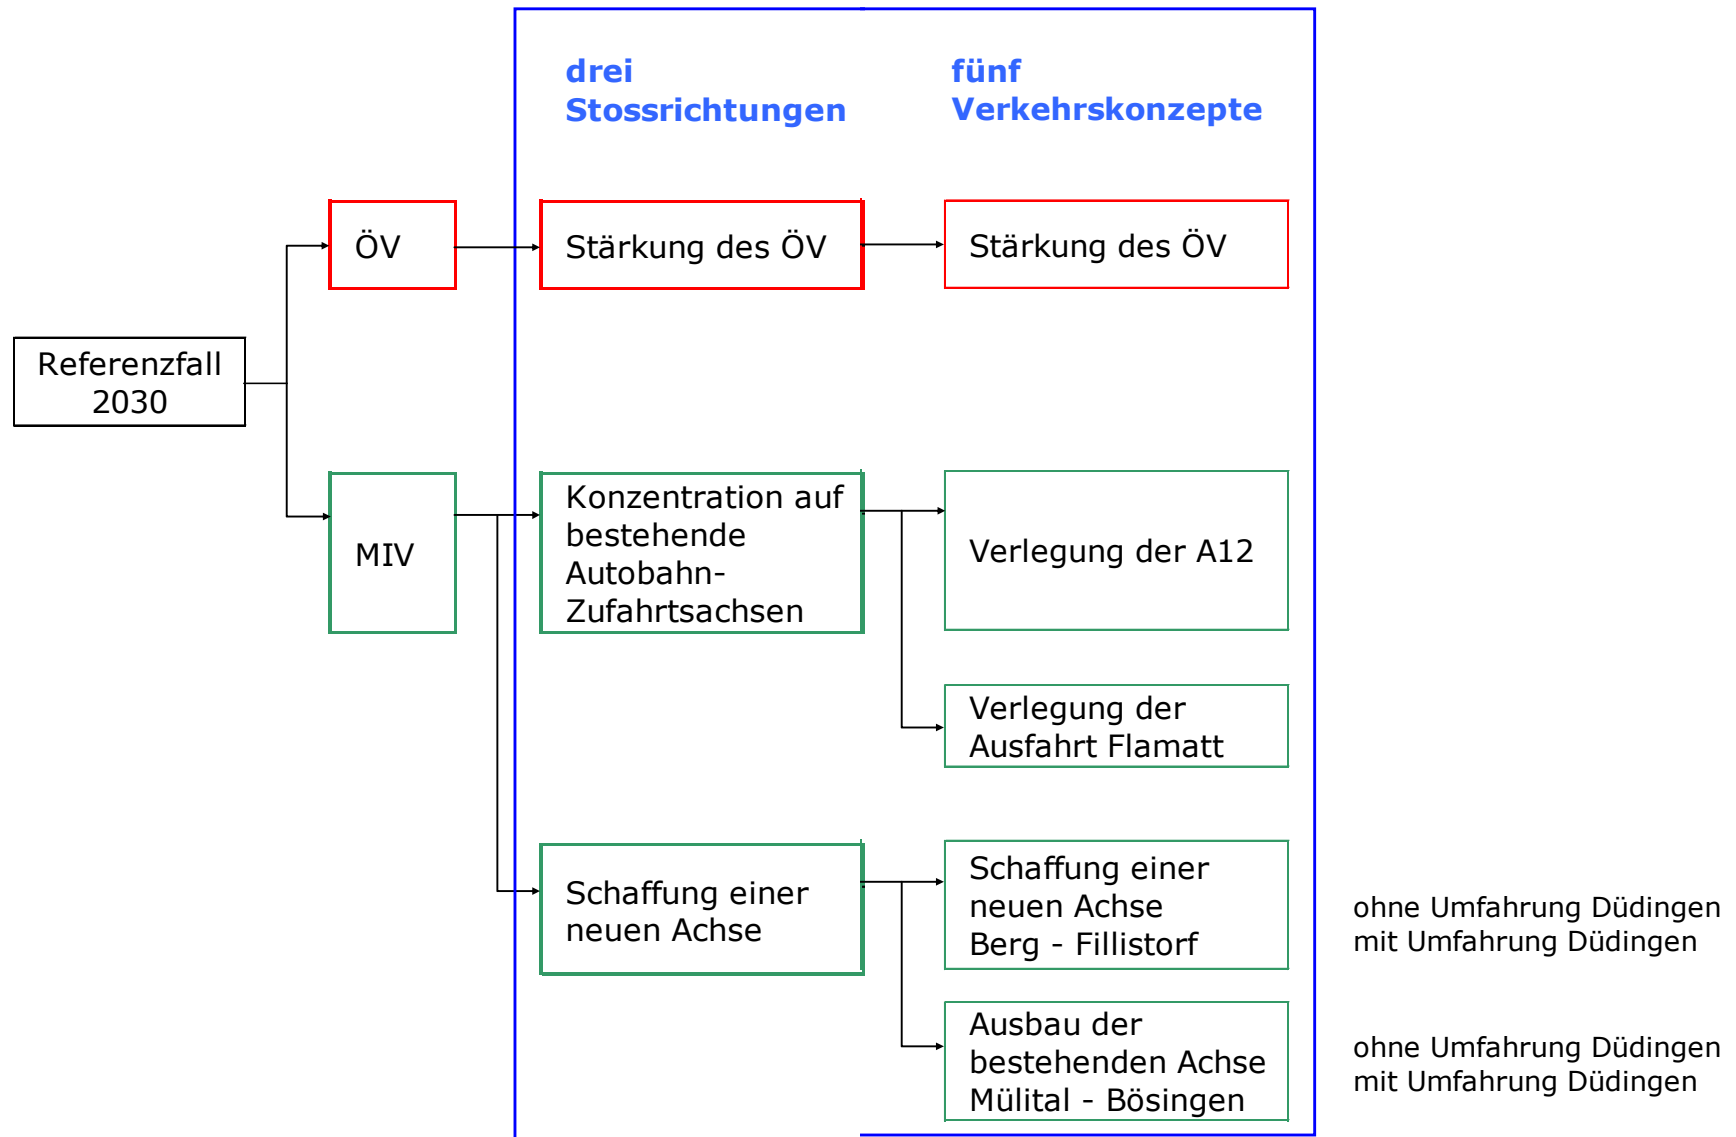 drei
Stossrichtungen
fünf
Verkehrskonzepte
ÖV
Stärkung des ÖV
Stärkung des ÖV
Referenzfall
2030
MIV
Konzentration auf
bestehende
Autobahn-
Zufahrtsachsen
Verlegung der A12
Verlegung der
Ausfahrt Flamatt
Schaffung einer
neuen Achse
Schaffung einer
neuen Achse
Berg - Fillistorf
ohne Umfahrung Düdingen
mit Umfahrung Düdingen
Ausbau der
bestehenden Achse
Mülital - Bösingen
ohne Umfahrung Düdingen
mit Umfahrung Düdingen